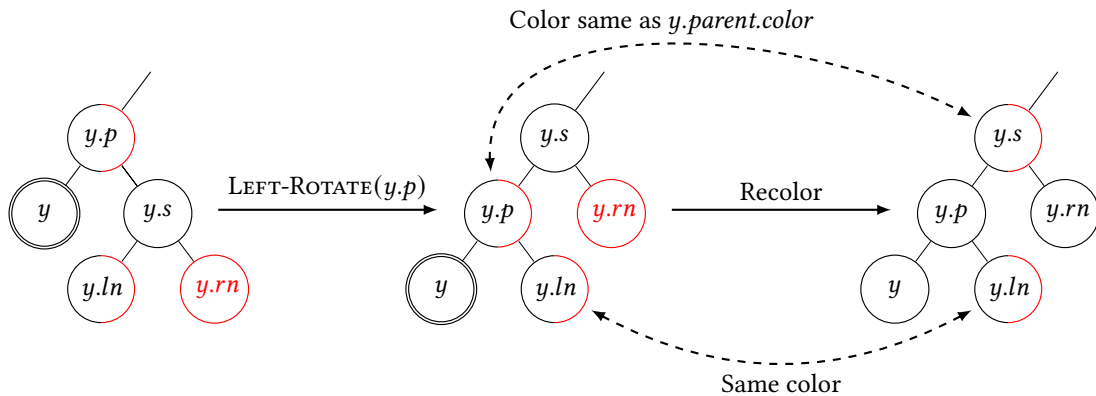 Color same as y.parent.color
y.p
y.s
y.s
y
y.s
LEFT-ROTATE(y.p)
y.p
y.rn
Recolor
y.p
y.rn
y.ln
y.rn
y
y.ln
y
y.ln
Same color